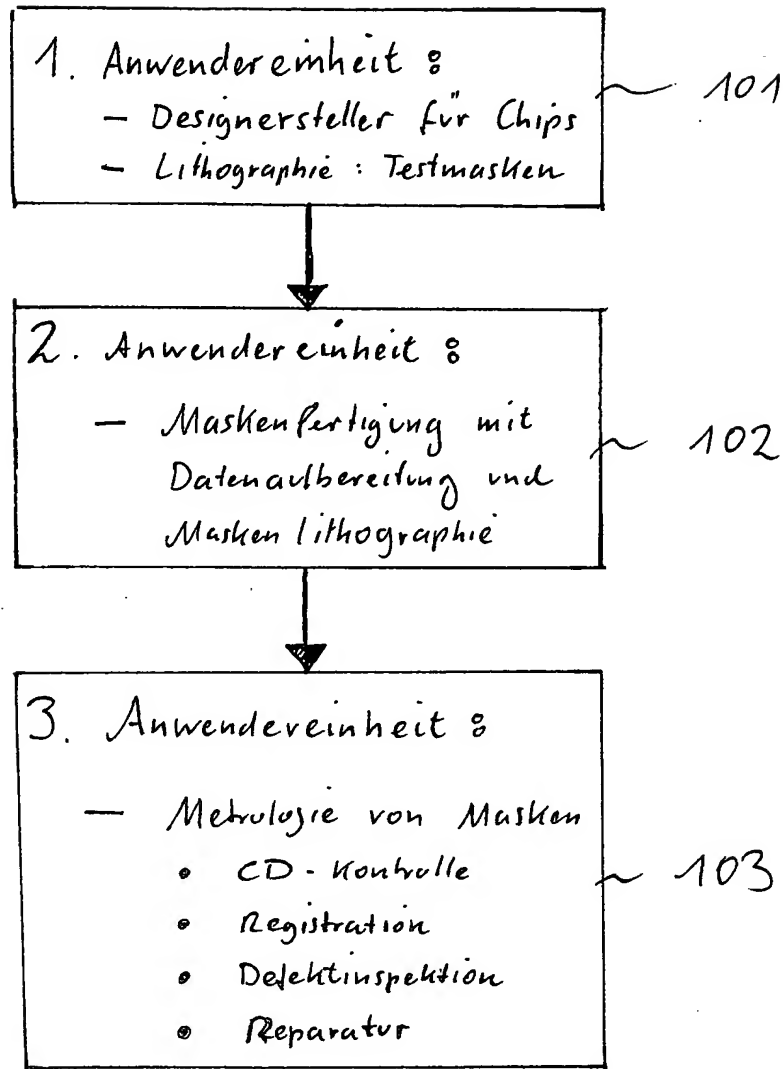 1. Anwendereinheit :
– Designersteller für Chips
– Lithographie : Testmasken
101
2. Anwendereinheit :
– Maskenfertigung mit
Datenaufbereitung und
Masken lithographie
102
3. Anwendereinheit :
– Metrologie von Masken
• CD - Kontrolle
• Registration
• Defektinspektion
• Reparatur
103